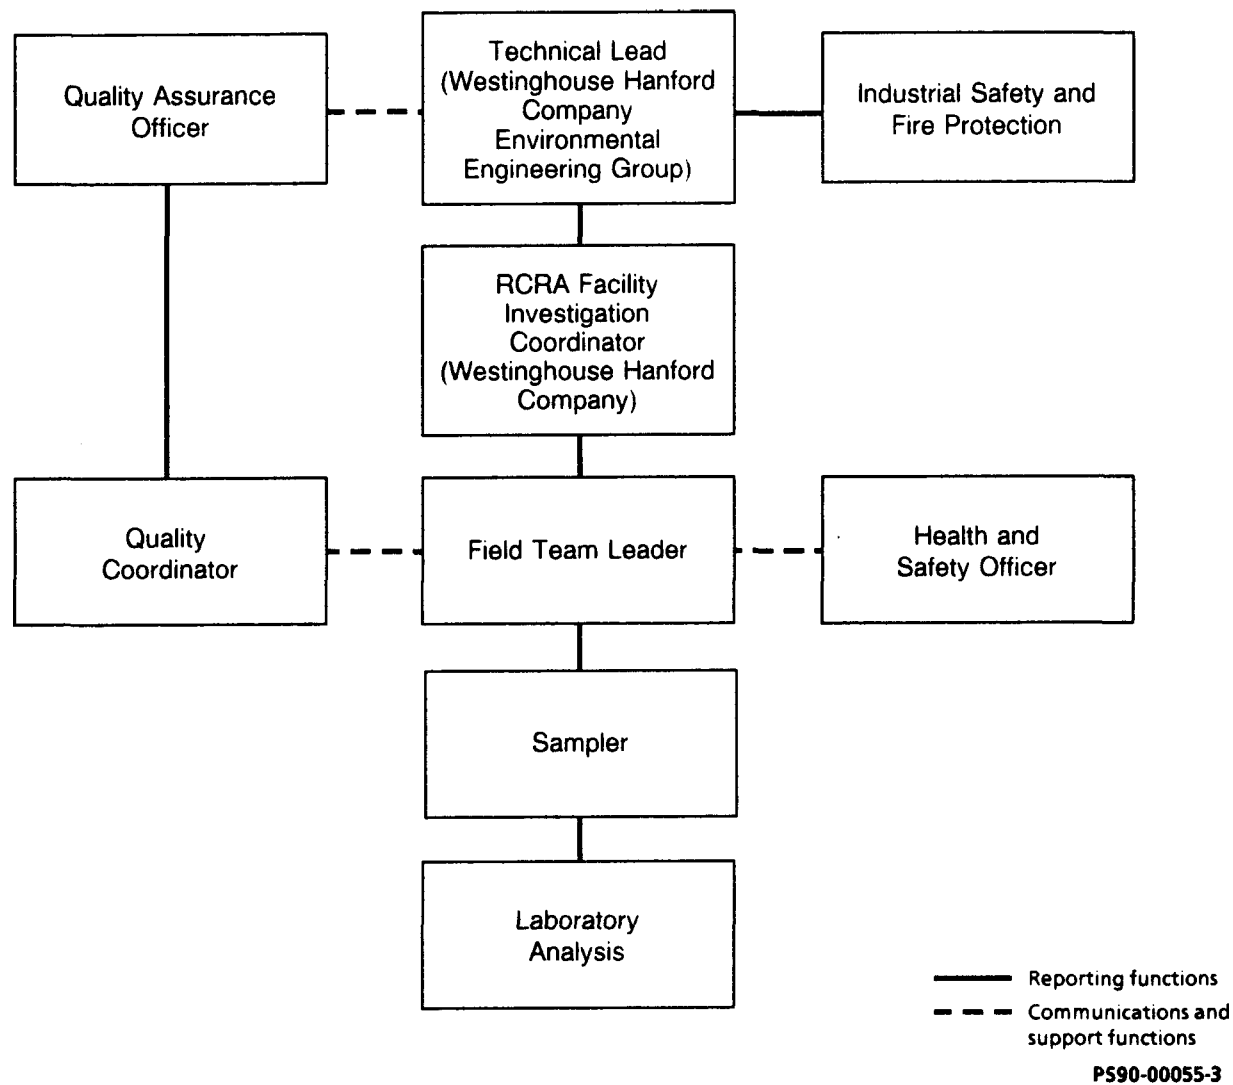 Quality Assurance
Officer
Technical Lead
(Westinghouse Hanford
Company
Environmental
Engineering Group)
Industrial Safety and
Fire Protection
RCRA Facility
Investigation
Coordinator
(Westinghouse Hanford
Company)
Quality
Coordinator
Field Team Leader
Health and
Safety Officer
Sampler
Laboratory
Analysis
Reporting functions
Communications and
support functions
PS90-00055-3